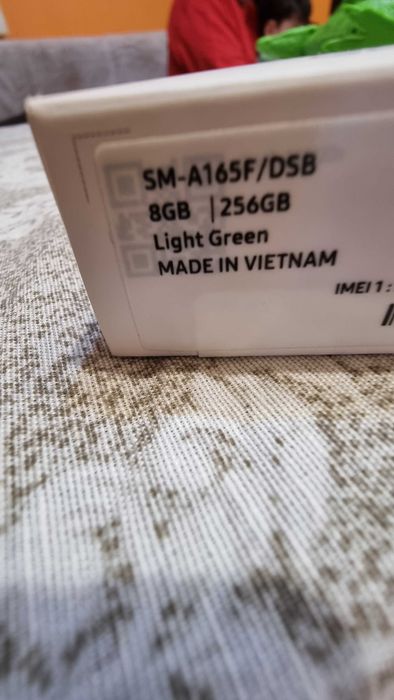 SM-A165F/DSB
8GB | 256GB
Light Green
MADE IN VIETNAM
IMEI 1 :